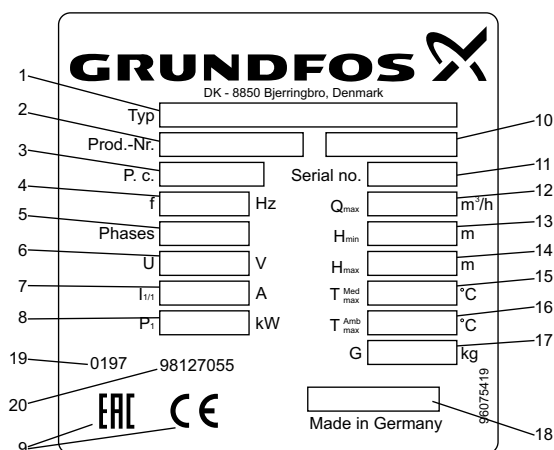 GRUNDFOS
DK - 8850 Bjerringbro, Denmark
1 Typ
2 Prod.-Nr. 10
3 P. c. Serial no. 11
4 f Hz Qmax m³/h 12
5 Phases Hmin m 13
6 U V Hmax m 14
7 I1/1 A T Med max °C 15
8 P1 kW T Amb max °C 16
G kg 17
19 0197 98127055
20
EAC CE
9
Made in Germany 18
96075419